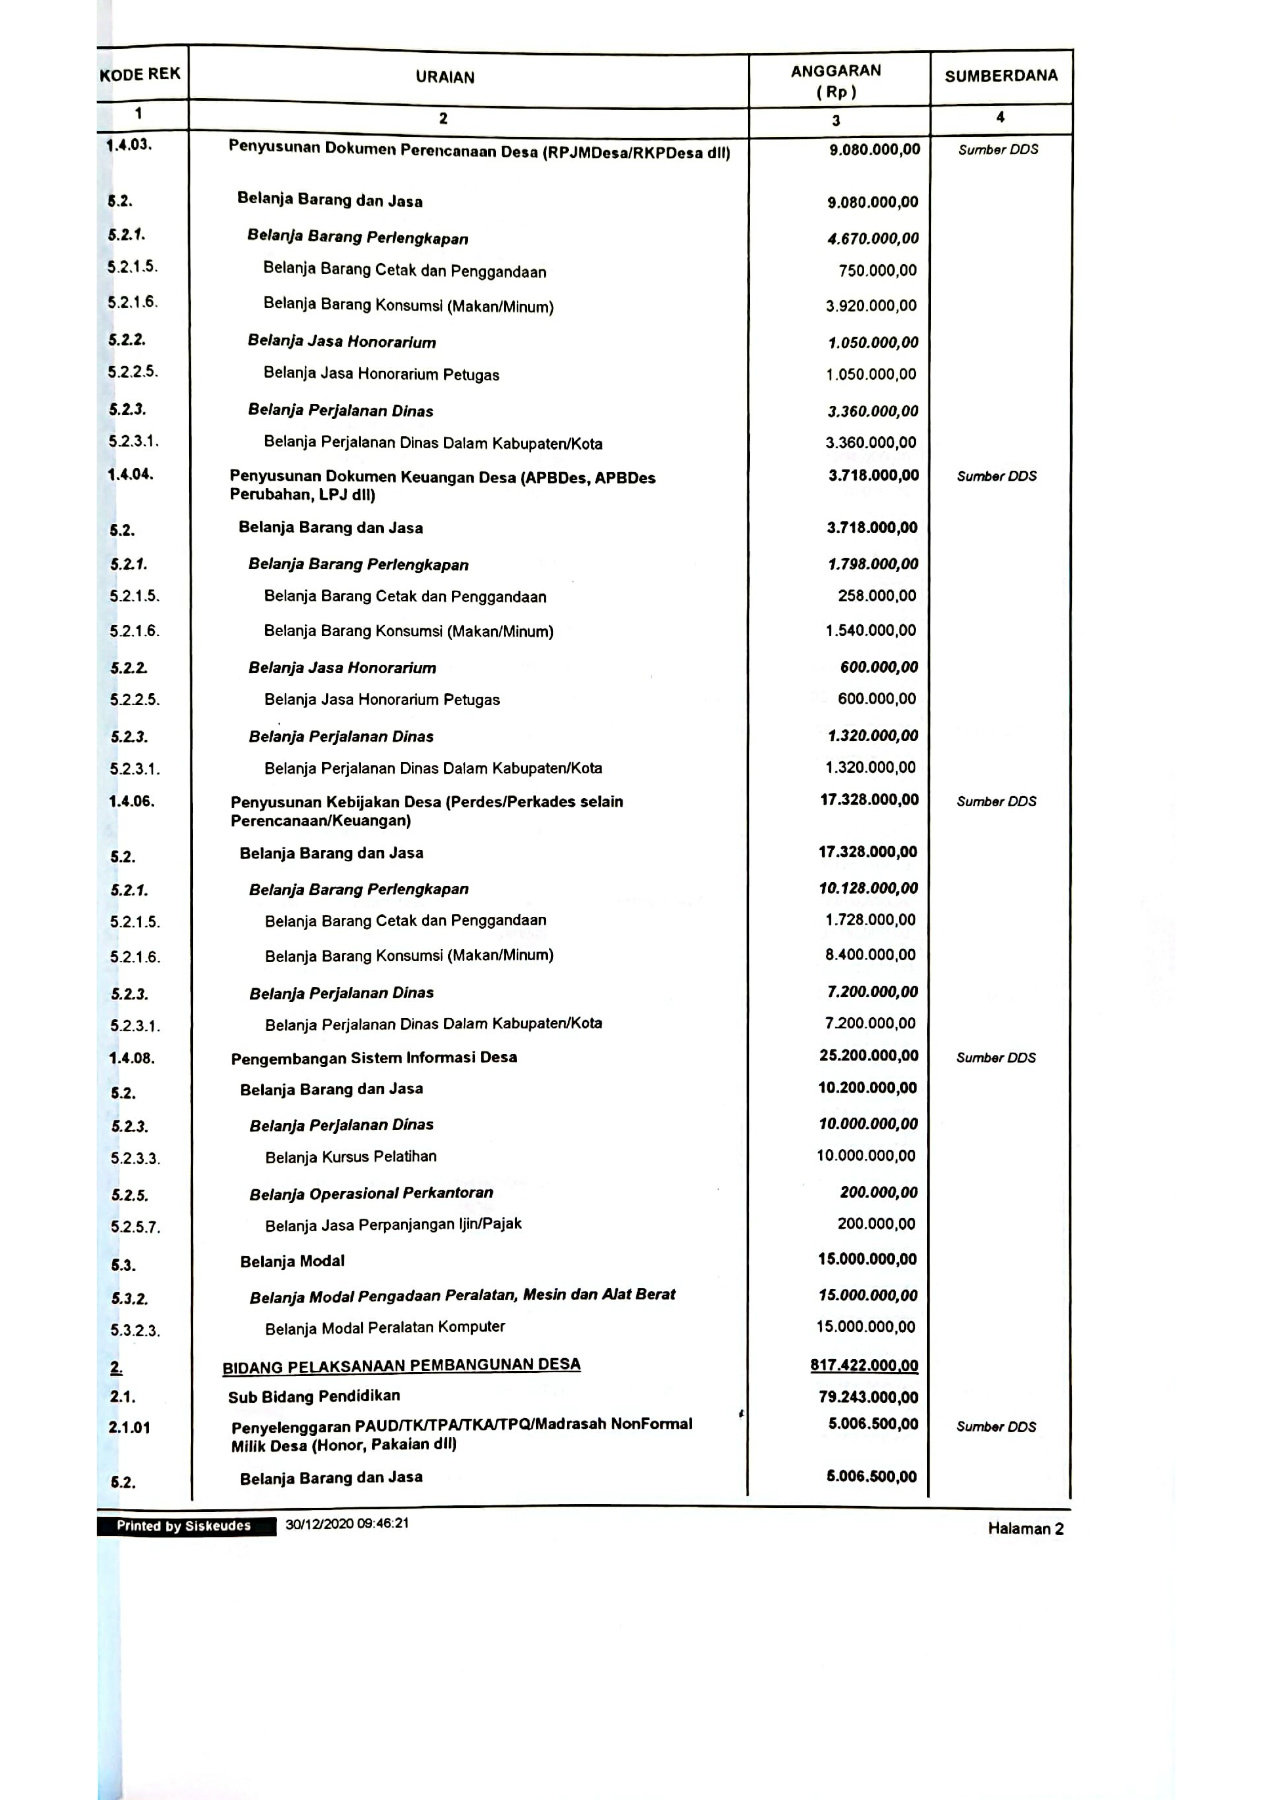 KODE REK URAIAN ANGGARAN SUMBERDANA
( Rp )
1 2 3 4
1.4.03. Penyusunan Dokumen Perencanaan Desa (RPJMDesa/RKPDesa dll) 9.080.000,00 Sumber DDS
5.2. Belanja Barang dan Jasa 9.080.000,00
5.2.1. Belanja Barang Perlengkapan 4.670.000,00
5.2.1.5. Belanja Barang Cetak dan Penggandaan 750.000,00
5.2.1.6. Belanja Barang Konsumsi (Makan/Minum) 3.920.000,00
5.2.2. Belanja Jasa Honorarium 1.050.000,00
5.2.2.5. Belanja Jasa Honorarium Petugas 1.050.000,00
5.2.3. Belanja Perjalanan Dinas 3.360.000,00
5.2.3.1. Belanja Perjalanan Dinas Dalam Kabupaten/Kota 3.360.000,00
1.4.04. Penyusunan Dokumen Keuangan Desa (APBDes, APBDes 3.718.000,00 Sumber DDS
Perubahan, LPJ dll)
5.2. Belanja Barang dan Jasa 3.718.000,00
5.2.1. Belanja Barang Perlengkapan 1.798.000,00
5.2.1.5. Belanja Barang Cetak dan Penggandaan 258.000,00
5.2.1.6. Belanja Barang Konsumsi (Makan/Minum) 1.540.000,00
5.2.2. Belanja Jasa Honorarium 600.000,00
5.2.2.5. Belanja Jasa Honorarium Petugas 600.000,00
5.2.3. Belanja Perjalanan Dinas 1.320.000,00
5.2.3.1. Belanja Perjalanan Dinas Dalam Kabupaten/Kota 1.320.000,00
1.4.06. Penyusunan Kebijakan Desa (Perdes/Perkades selain 17.328.000,00 Sumber DDS
Perencanaan/Keuangan)
5.2. Belanja Barang dan Jasa 17.328.000,00
5.2.1. Belanja Barang Perlengkapan 10.128.000,00
5.2.1.5. Belanja Barang Cetak dan Penggandaan 1.728.000,00
5.2.1.6. Belanja Barang Konsumsi (Makan/Minum) 8.400.000,00
5.2.3. Belanja Perjalanan Dinas 7.200.000,00
5.2.3.1. Belanja Perjalanan Dinas Dalam Kabupaten/Kota 7.200.000,00
1.4.08. Pengembangan Sistem Informasi Desa 25.200.000,00 Sumber DDS
5.2. Belanja Barang dan Jasa 10.200.000,00
5.2.3. Belanja Perjalanan Dinas 10.000.000,00
5.2.3.3. Belanja Kursus Pelatihan 10.000.000,00
5.2.5. Belanja Operasional Perkantoran 200.000,00
5.2.5.7. Belanja Jasa Perpanjangan Ijin/Pajak 200.000,00
5.3. Belanja Modal 15.000.000,00
5.3.2. Belanja Modal Pengadaan Peralatan, Mesin dan Alat Berat 15.000.000,00
5.3.2.3. Belanja Modal Peralatan Komputer 15.000.000,00
2. BIDANG PELAKSANAAN PEMBANGUNAN DESA 817.422.000,00
2.1. Sub Bidang Pendidikan 79.243.000,00
2.1.01 Penyelenggaran PAUD/TK/TPA/TKA/TPQ/Madrasah NonFormal 5.006.500,00 Sumber DDS
Milik Desa (Honor, Pakaian dll)
5.2. Belanja Barang dan Jasa 5.006.500,00
Printed by Siskeudes 30/12/2020 09:46:21 Halaman 2